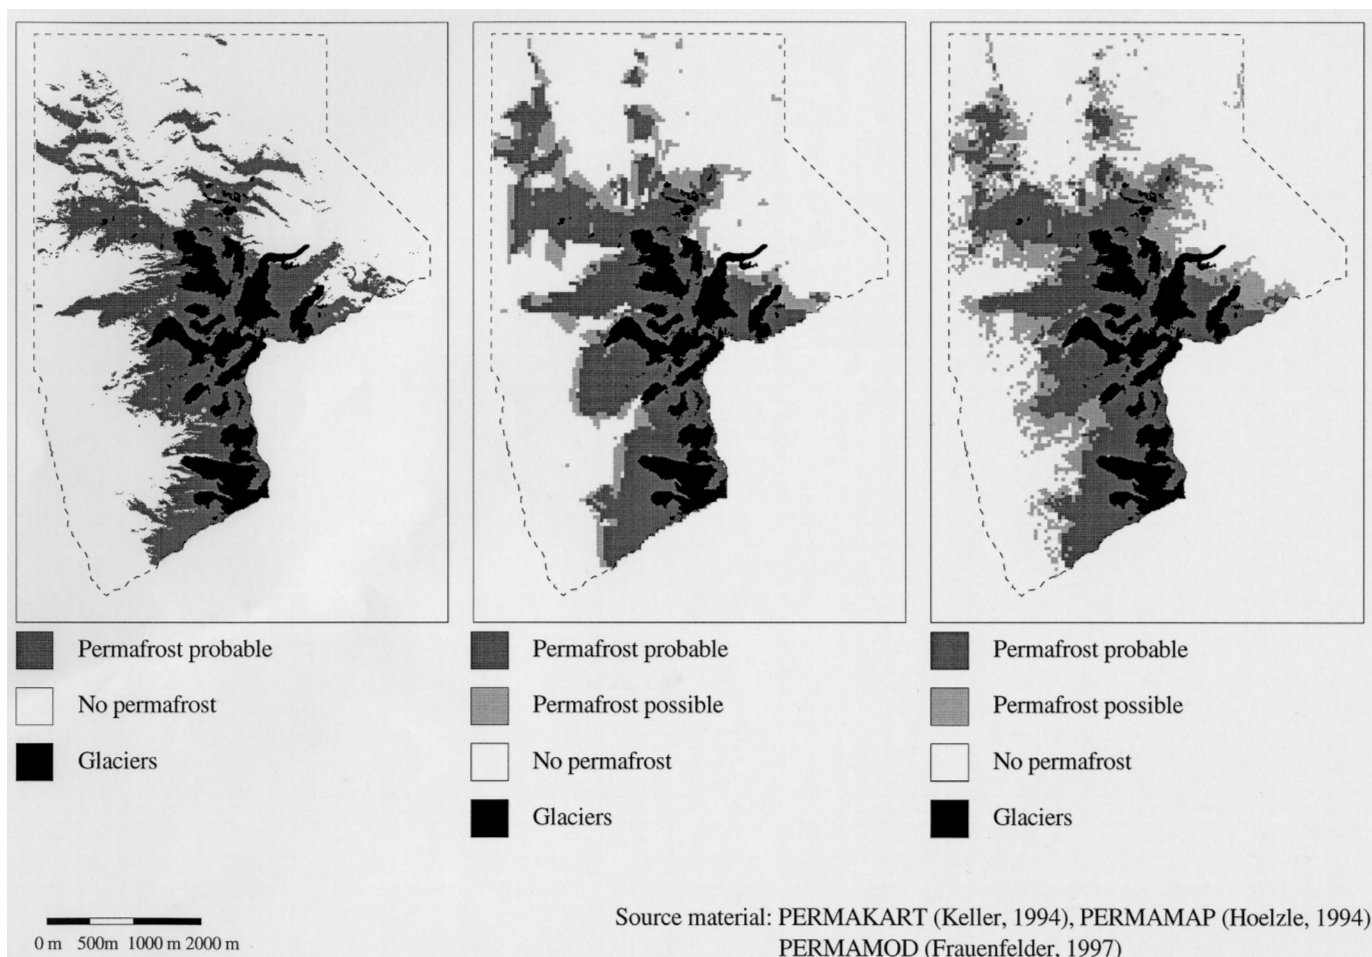 Permafrost probable
No permafrost
Glaciers
Permafrost probable
Permafrost possible
No permafrost
Glaciers
Permafrost probable
Permafrost possible
No permafrost
Glaciers
0 m 500m 1000 m 2000 m
Source material: PERMAKART (Keller, 1994), PERMAMAP (Hoelzle, 1994)
PERMAMOD (Frauenfelder, 1997)